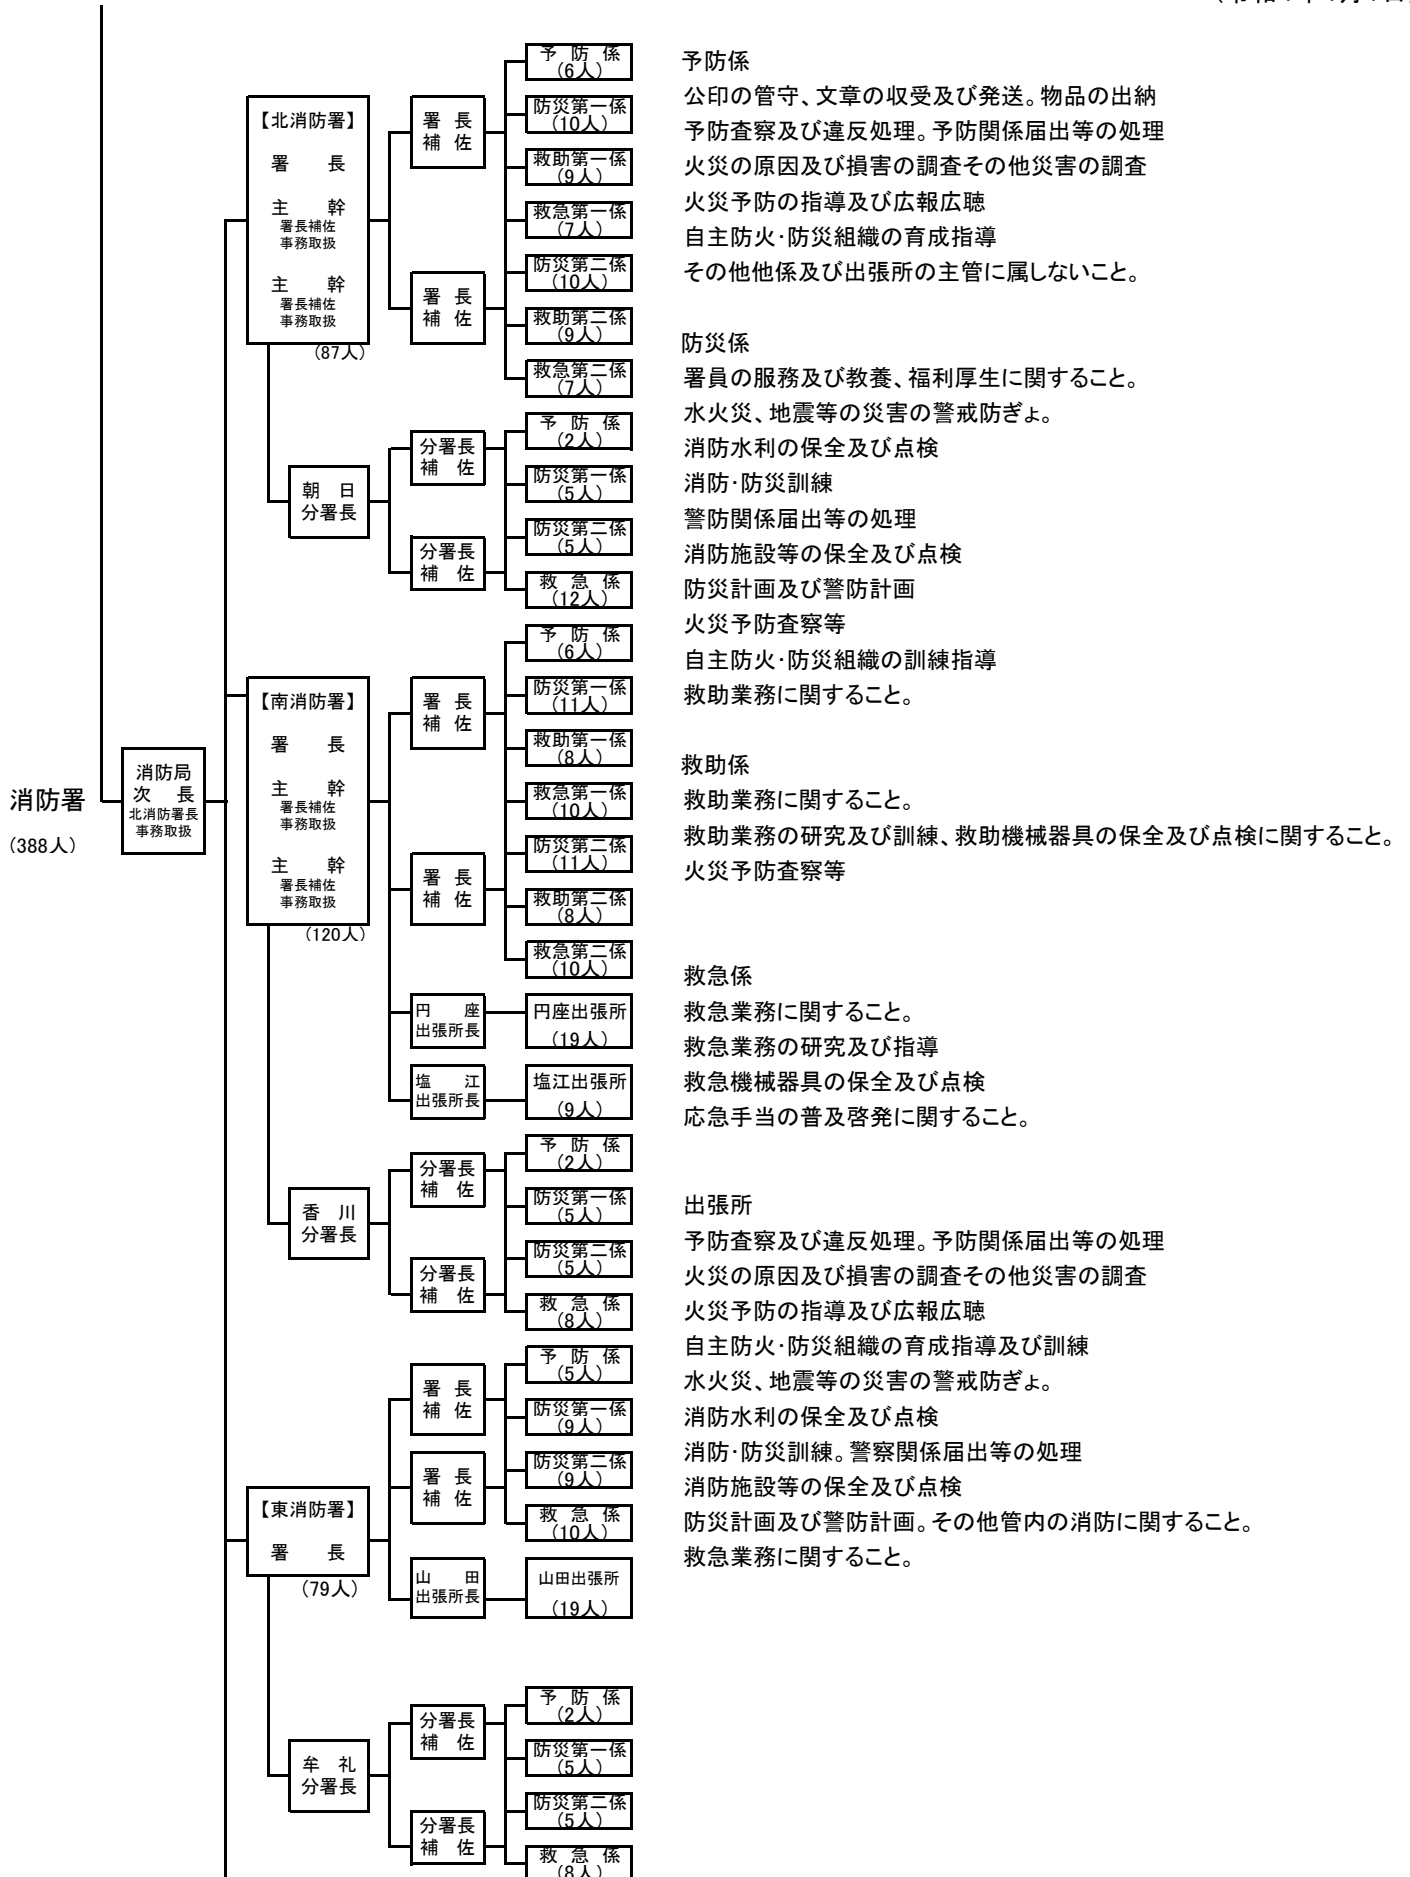 消防署
(388人)
消防局
次 長
北消防署長
事務取扱
【北消防署】
署 長
主 幹
署長補佐
事務取扱
主 幹
署長補佐
事務取扱
(87人)
署 長
補 佐
署 長
補 佐
予 防 係
(6人)
防災第一係
(10人)
救助第一係
(9人)
救急第一係
(7人)
防災第二係
(10人)
救助第二係
(9人)
救急第二係
(7人)
朝 日
分署長
分署長
補 佐
分署長
補 佐
予 防 係
(2人)
防災第一係
(5人)
防災第二係
(5人)
救 急 係
(12人)
【南消防署】
署 長
主 幹
署長補佐
事務取扱
主 幹
署長補佐
事務取扱
(120人)
署 長
補 佐
署 長
補 佐
予 防 係
(6人)
防災第一係
(11人)
救助第一係
(8人)
救急第一係
(10人)
防災第二係
(11人)
救助第二係
(8人)
救急第二係
(10人)
円 座
出張所長
円座出張所
(19人)
塩 江
出張所長
塩江出張所
(9人)
香 川
分署長
分署長
補 佐
分署長
補 佐
予 防 係
(2人)
防災第一係
(5人)
防災第二係
(5人)
救 急 係
(8人)
【東消防署】
署 長
(79人)
署 長
補 佐
署 長
補 佐
予 防 係
(5人)
防災第一係
(9人)
防災第二係
(9人)
救 急 係
(10人)
山 田
出張所長
山田出張所
(19人)
牟 礼
分署長
分署長
補 佐
分署長
補 佐
予 防 係
(2人)
防災第一係
(5人)
防災第二係
(5人)
救 急 係
(8人)
予防係
公印の管守、文章の収受及び発送。物品の出納
予防査察及び違反処理。予防関係届出等の処理
火災の原因及び損害の調査その他災害の調査
火災予防の指導及び広報広聴
自主防火・防災組織の育成指導
その他他係及び出張所の主管に属しないこと。
防災係
署員の服務及び教養、福利厚生に関すること。
水火災、地震等の災害の警戒防ぎょ。
消防水利の保全及び点検
消防・防災訓練
警防関係届出等の処理
消防施設等の保全及び点検
防災計画及び警防計画
火災予防査察等
自主防火・防災組織の訓練指導
救助業務に関すること。
救助係
救助業務に関すること。
救助業務の研究及び訓練、救助機械器具の保全及び点検に関すること。
火災予防査察等
救急係
救急業務に関すること。
救急業務の研究及び指導
救急機械器具の保全及び点検
応急手当の普及啓発に関すること。
出張所
予防査察及び違反処理。予防関係届出等の処理
火災の原因及び損害の調査その他災害の調査
火災予防の指導及び広報広聴
自主防火・防災組織の育成指導及び訓練
水火災、地震等の災害の警戒防ぎょ。
消防水利の保全及び点検
消防・防災訓練。警察関係届出等の処理
消防施設等の保全及び点検
防災計画及び警防計画。その他管内の消防に関すること。
救急業務に関すること。